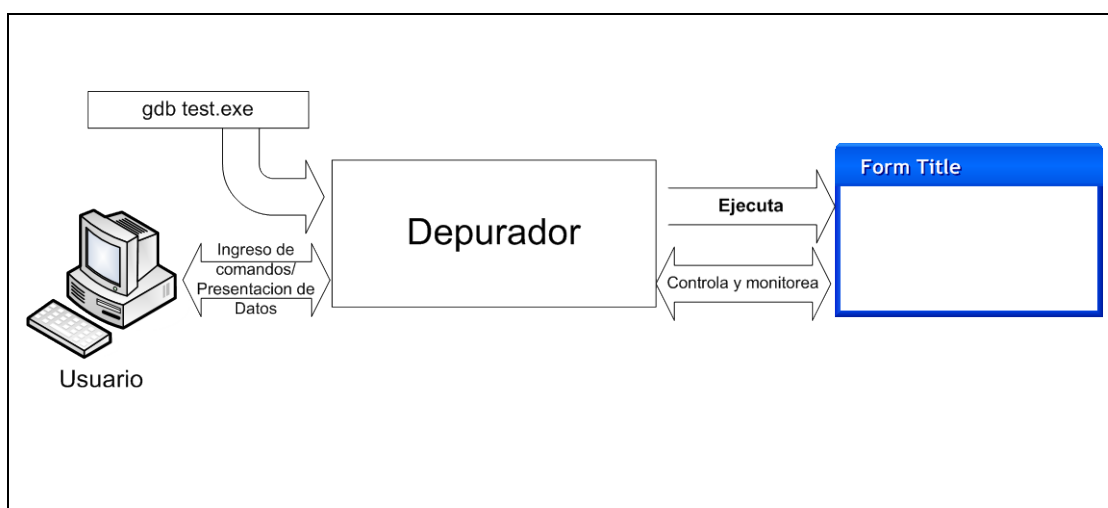 gdb test.exe
Form Title
Ejecuta
Depurador
Ingreso de
comandos/
Presentacion de
Datos
Controla y monitorea
Usuario